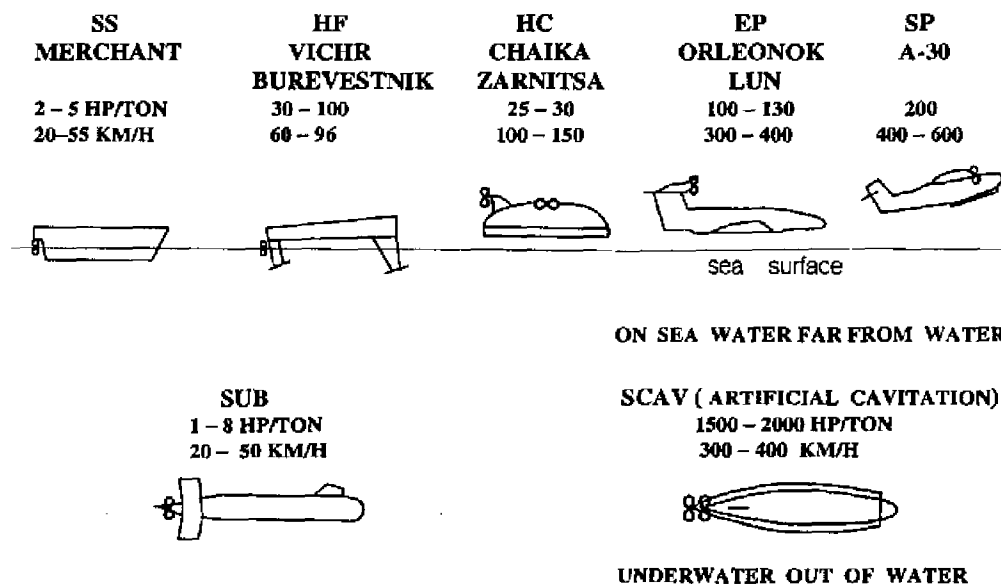 SS HF HC EP SP
MERCHANT VICHR CHAIKA ORLEONOK A-30
BUREVESTNIK ZARNITSA LUN
2 – 5 HP/TON 30 – 100 25 – 30 100 – 130 200
20–55 KM/H 60 – 96 100 – 150 300 – 400 400 – 600
sea surface
ON SEA WATER FAR FROM WATER
SUB SCAV ( ARTIFICIAL CAVITATION)
1 – 8 HP/TON 1500 – 2000 HP/TON
20 – 50 KM/H 300 – 400 KM/H
UNDERWATER OUT OF WATER